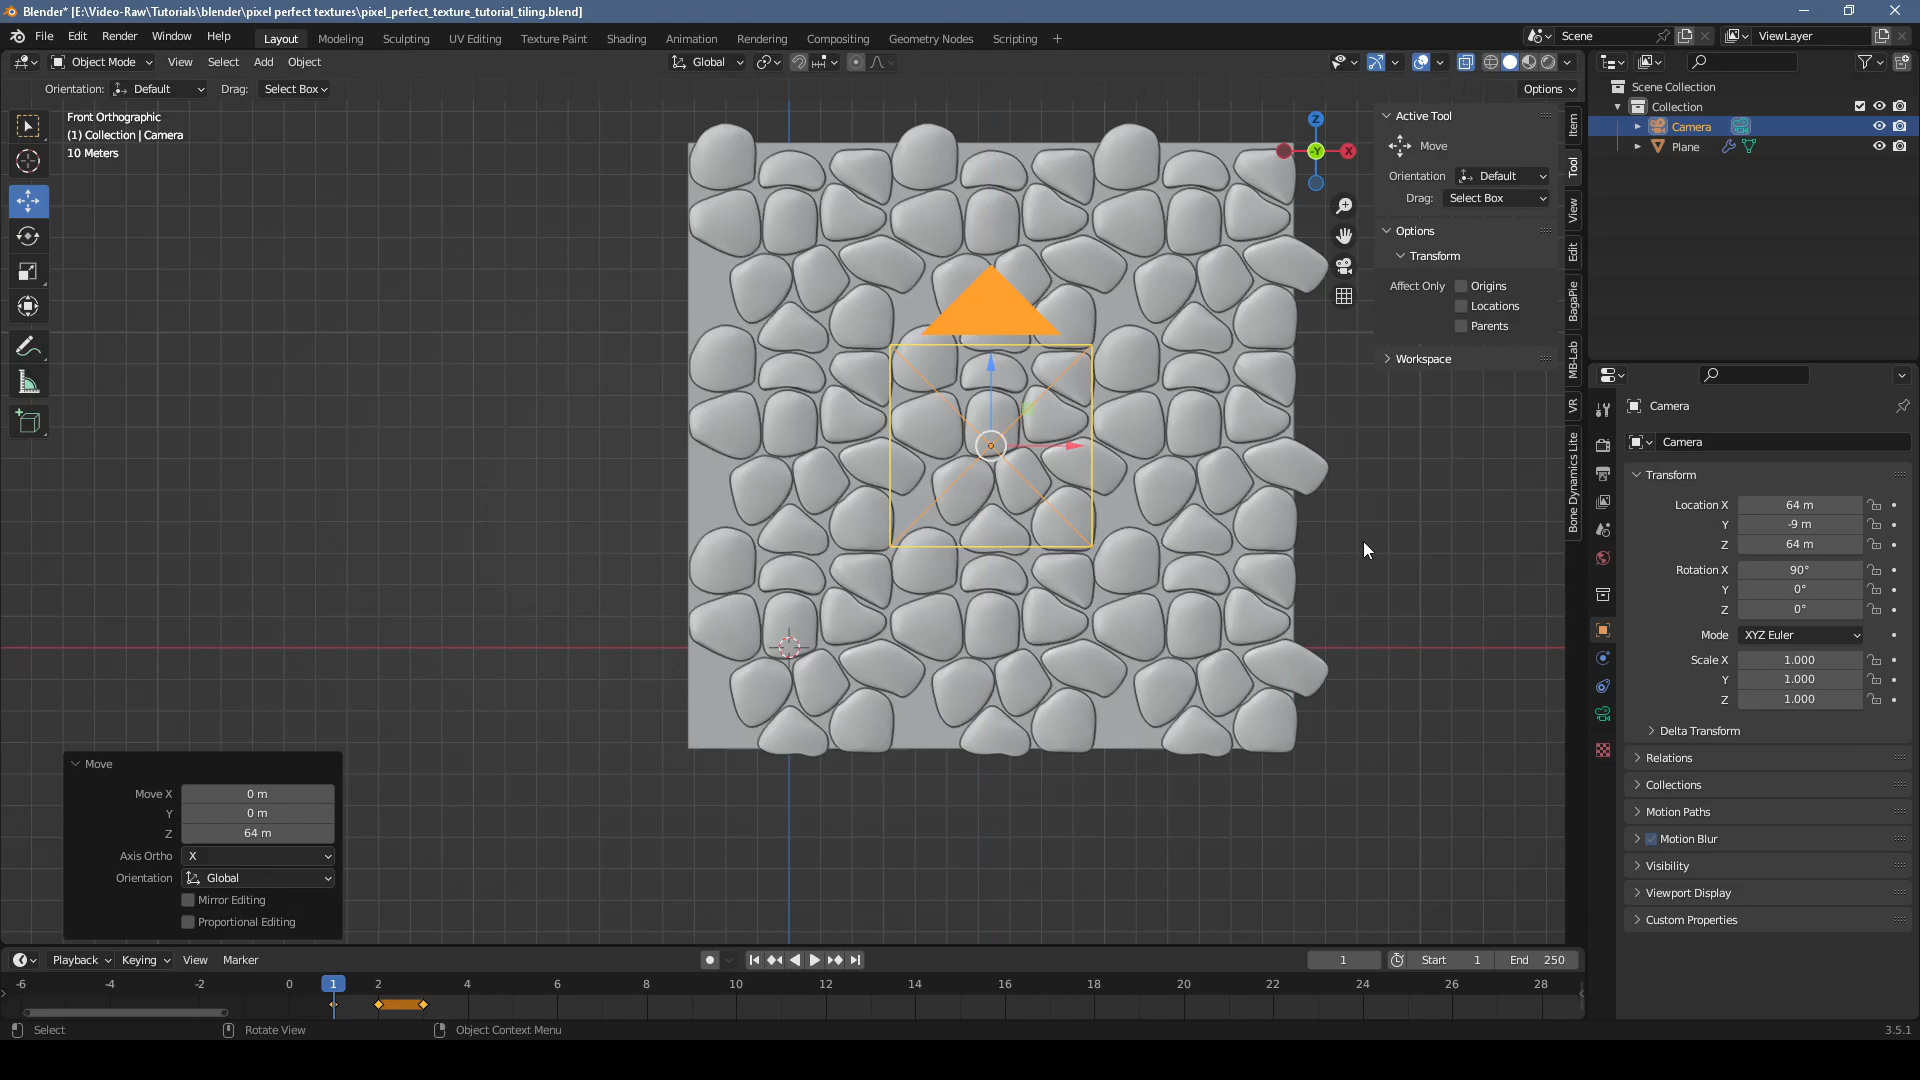 Blender* [E:\Video-Raw\Tutorials\blender\pixel perfect textures\pixel_perfect_texture_tutorial_tiling.blend]
File Edit Render Window Help Layout Modeling Sculpting UV Editing Texture Paint Shading Animation Rendering Compositing Geometry Nodes Scripting + Scene ViewLayer
Object Mode View Select Add Object Global
Orientation: Default Drag: Select Box Options
Front Orthographic
(1) Collection | Camera
10 Meters
Z
-Y
X
Active Tool
Move
Orientation Default
Drag: Select Box
Options
Transform
Affect Only Origins
Locations
Parents
Workspace
Item
Tool
View
Edit
BagaPie
MB-Lab
VR
Bone Dynamics Lite
Scene Collection
Collection
Camera
Plane
Camera
Camera
Transform
Location X 64 m
Y -9 m
Z 64 m
Rotation X 90°
Y 0°
Z 0°
Mode XYZ Euler
Scale X 1.000
Y 1.000
Z 1.000
Delta Transform
Relations
Collections
Motion Paths
Motion Blur
Visibility
Viewport Display
Custom Properties
Move
Move X 0 m
Y 0 m
Z 64 m
Axis Ortho X
Orientation Global
Mirror Editing
Proportional Editing
Playback Keying View Marker 1 Start 1 End 250
-6 -4 -2 0 1 2 4 6 8 10 12 14 16 18 20 22 24 26 28
Select Rotate View Object Context Menu 3.5.1